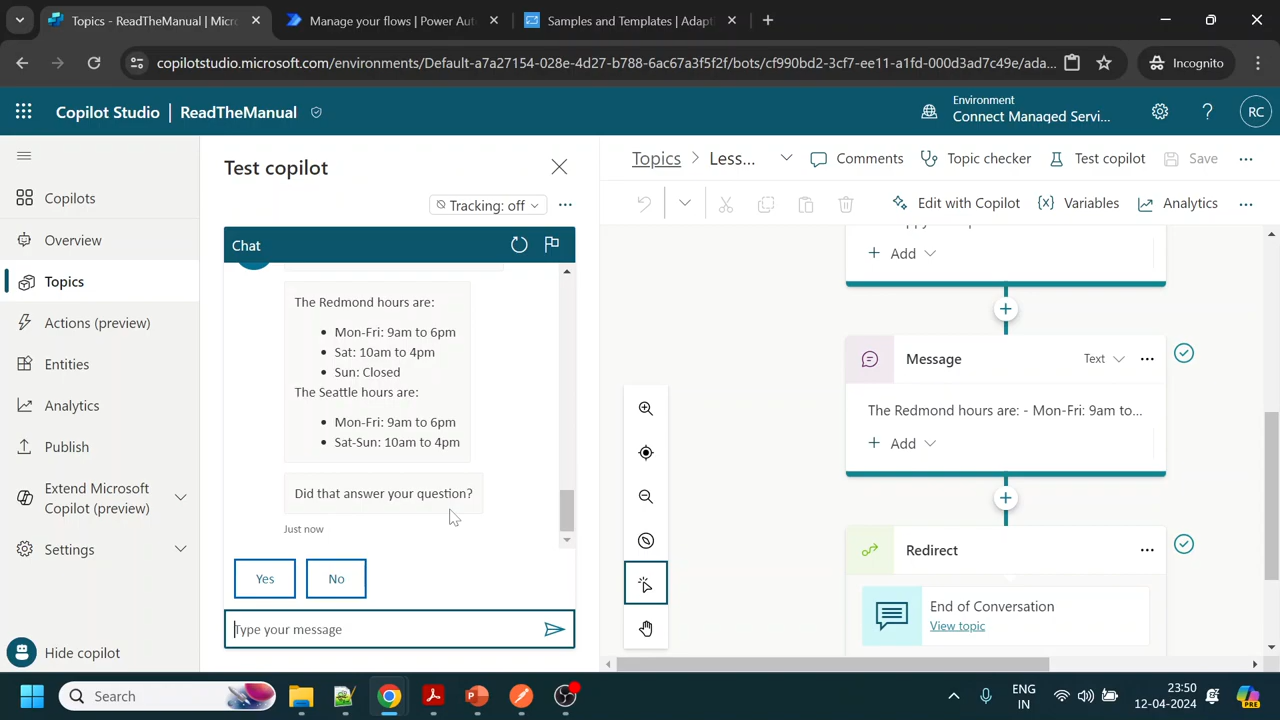 Topics - ReadTheManual | Micro
Manage your flows | Power Aut
Samples and Templates | Adapt
copilotstudio.microsoft.com/environments/Default-a7a27154-028e-4d27-b788-6ac67a3f5f2f/bots/cf990bd2-3cf7-ee11-a1fd-000d3ad7c49e/ada...
Incognito
Copilot Studio | ReadTheManual
Environment
Connect Managed Servi...
RC
Copilots
Overview
Topics
Actions (preview)
Entities
Analytics
Publish
Extend Microsoft
Copilot (preview)
Settings
Hide copilot
Test copilot
Tracking: off
Chat
The Redmond hours are:
• Mon-Fri: 9am to 6pm
• Sat: 10am to 4pm
• Sun: Closed
The Seattle hours are:
• Mon-Fri: 9am to 6pm
• Sat-Sun: 10am to 4pm
Did that answer your question?
Just now
Yes
No
Type your message
Topics > Less...
Comments
Topic checker
Test copilot
Save
Edit with Copilot
{x} Variables
Analytics
Add
Message
Text
The Redmond hours are: - Mon-Fri: 9am to...
Add
Redirect
End of Conversation
View topic
Search
ENG
IN
23:50
12-04-2024
PRE